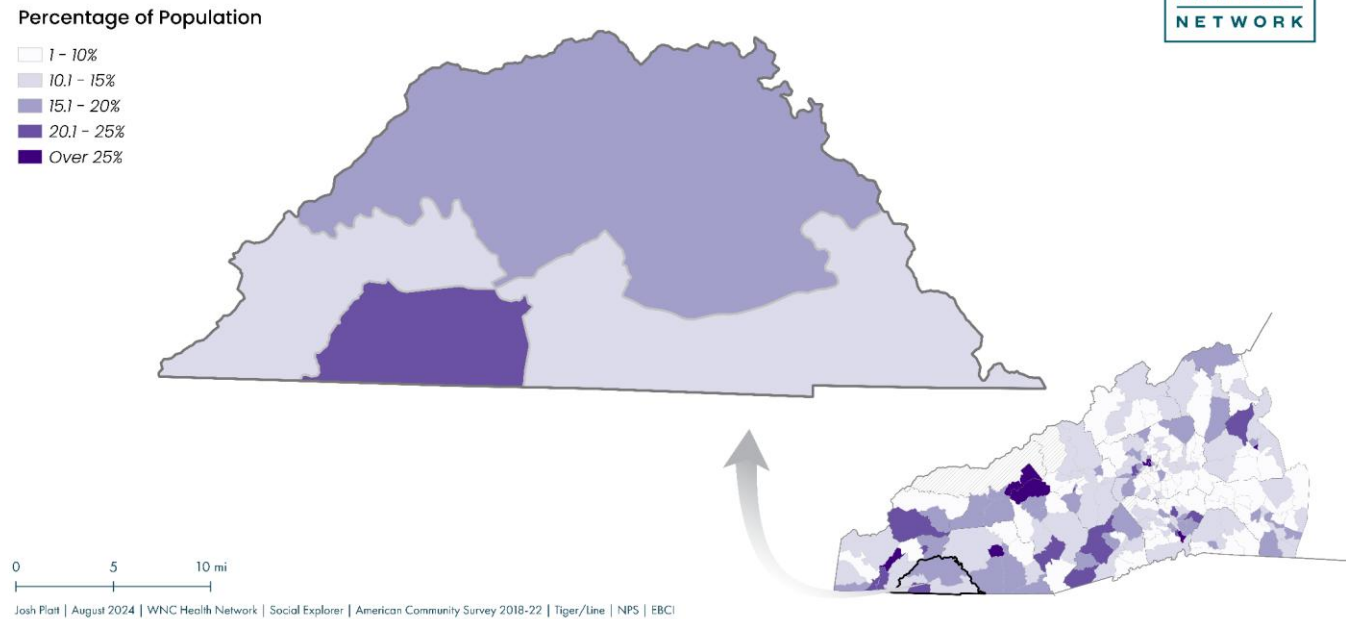 Percentage of Population
NETWORK
1 - 10%
10.1 - 15%
15.1 - 20%
20.1 - 25%
Over 25%
0 5 10 mi
Josh Platt | August 2024 | WNC Health Network | Social Explorer | American Community Survey 2018-22 | Tiger/Line | NPS | EBCI